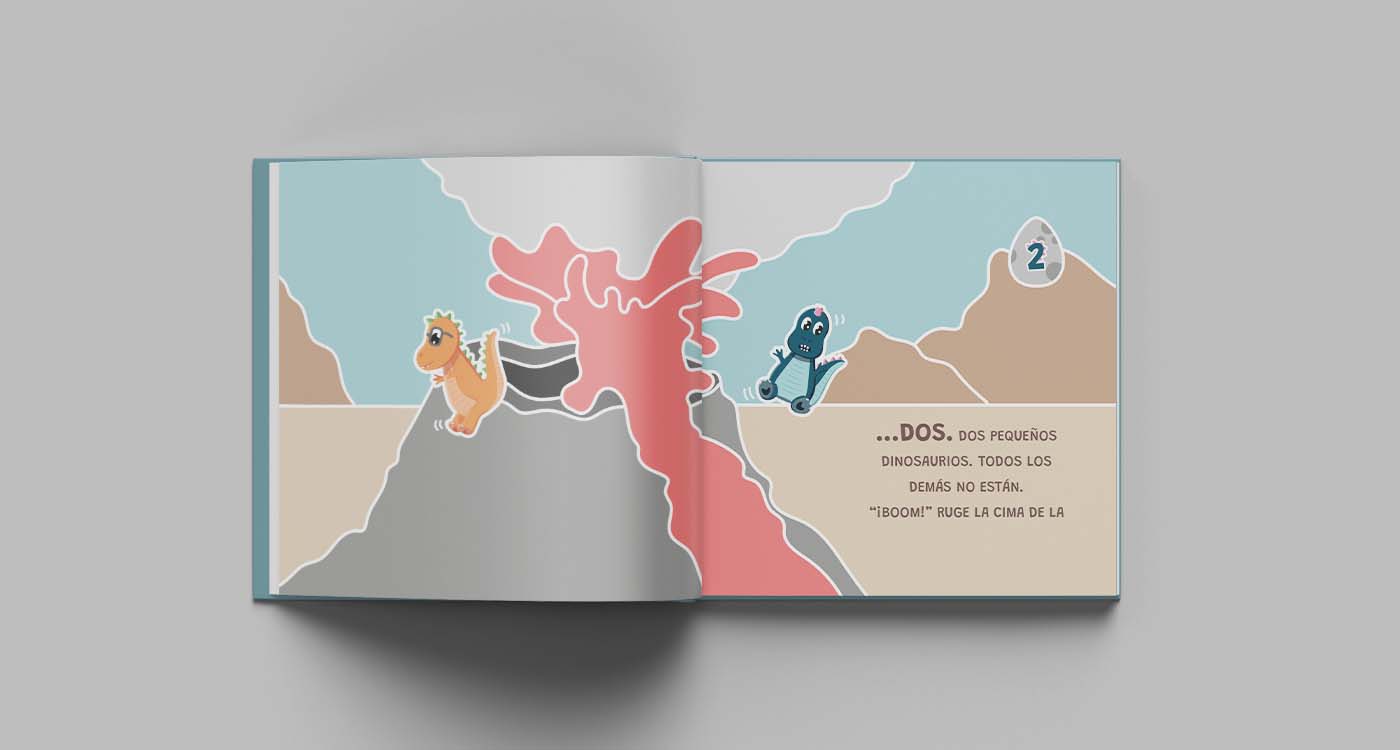 2
...DOS. DOS PEQUEÑOS
DINOSAURIOS. TODOS LOS
DEMÁS NO ESTÁN.
“¡BOOM!” RUGE LA CIMA DE LA